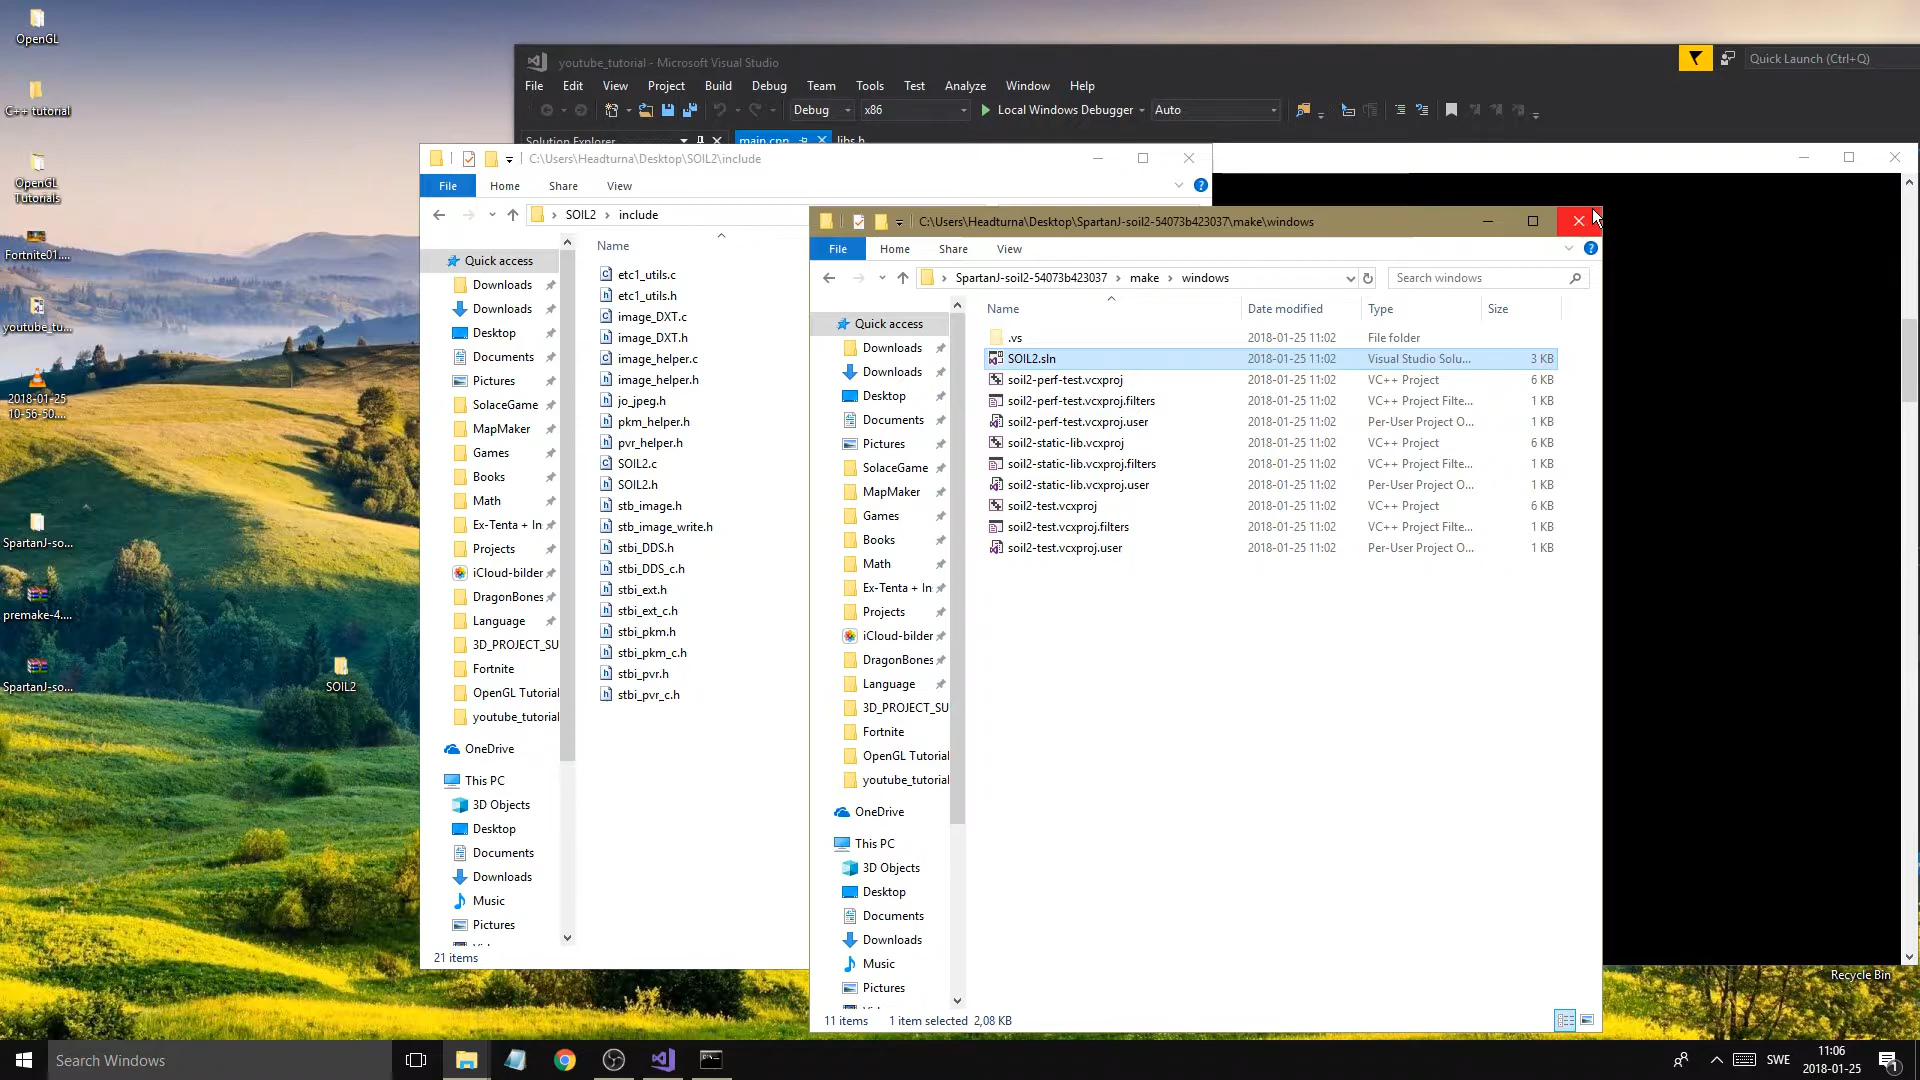 OpenGL
C++ tutorial
OpenGL
Tutorials
Fortnite01....
youtube_tu...
2018-01-25
10-56-50....
SpartanJ-so...
premake-4....
SpartanJ-so...
SOIL2
Recycle Bin
youtube_tutorial - Microsoft Visual Studio
Quick Launch (Ctrl+Q)
File Edit View Project Build Debug Team Tools Test Analyze Window Help
Debug x86 Local Windows Debugger Auto
Solution Explorer main.cpp libs.h
C:\Users\Headturna\Desktop\SOIL2\include
File Home Share View
SOIL2 › include
Name
Quick access
Downloads
Downloads
Desktop
Documents
Pictures
SolaceGame
MapMaker
Games
Books
Math
Ex-Tenta + In
Projects
iCloud-bilder
DragonBones
Language
3D_PROJECT_SU
Fortnite
OpenGL Tutorial
youtube_tutorial
OneDrive
This PC
3D Objects
Desktop
Documents
Downloads
Music
Pictures
etc1_utils.c
etc1_utils.h
image_DXT.c
image_DXT.h
image_helper.c
image_helper.h
jo_jpeg.h
pkm_helper.h
pvr_helper.h
SOIL2.c
SOIL2.h
stb_image.h
stb_image_write.h
stbi_DDS.h
stbi_DDS_c.h
stbi_ext.h
stbi_ext_c.h
stbi_pkm.h
stbi_pkm_c.h
stbi_pvr.h
stbi_pvr_c.h
21 items
C:\Users\Headturna\Desktop\SpartanJ-soil2-54073b423037\make\windows
File Home Share View
SpartanJ-soil2-54073b423037 › make › windows
Search windows
Quick access
Downloads
Downloads
Desktop
Documents
Pictures
SolaceGame
MapMaker
Games
Books
Math
Ex-Tenta + In
Projects
iCloud-bilder
DragonBones
Language
3D_PROJECT_SU
Fortnite
OpenGL Tutorial
youtube_tutorial
OneDrive
This PC
3D Objects
Desktop
Documents
Downloads
Music
Pictures
Name Date modified Type Size
.vs 2018-01-25 11:02 File folder
SOIL2.sln 2018-01-25 11:02 Visual Studio Solu... 3 KB
soil2-perf-test.vcxproj 2018-01-25 11:02 VC++ Project 6 KB
soil2-perf-test.vcxproj.filters 2018-01-25 11:02 VC++ Project Filte... 1 KB
soil2-perf-test.vcxproj.user 2018-01-25 11:02 Per-User Project O... 1 KB
soil2-static-lib.vcxproj 2018-01-25 11:02 VC++ Project 6 KB
soil2-static-lib.vcxproj.filters 2018-01-25 11:02 VC++ Project Filte... 1 KB
soil2-static-lib.vcxproj.user 2018-01-25 11:02 Per-User Project O... 1 KB
soil2-test.vcxproj 2018-01-25 11:02 VC++ Project 6 KB
soil2-test.vcxproj.filters 2018-01-25 11:02 VC++ Project Filte... 1 KB
soil2-test.vcxproj.user 2018-01-25 11:02 Per-User Project O... 1 KB
11 items 1 item selected 2,08 KB
Search Windows
SWE
11:06
2018-01-25
1